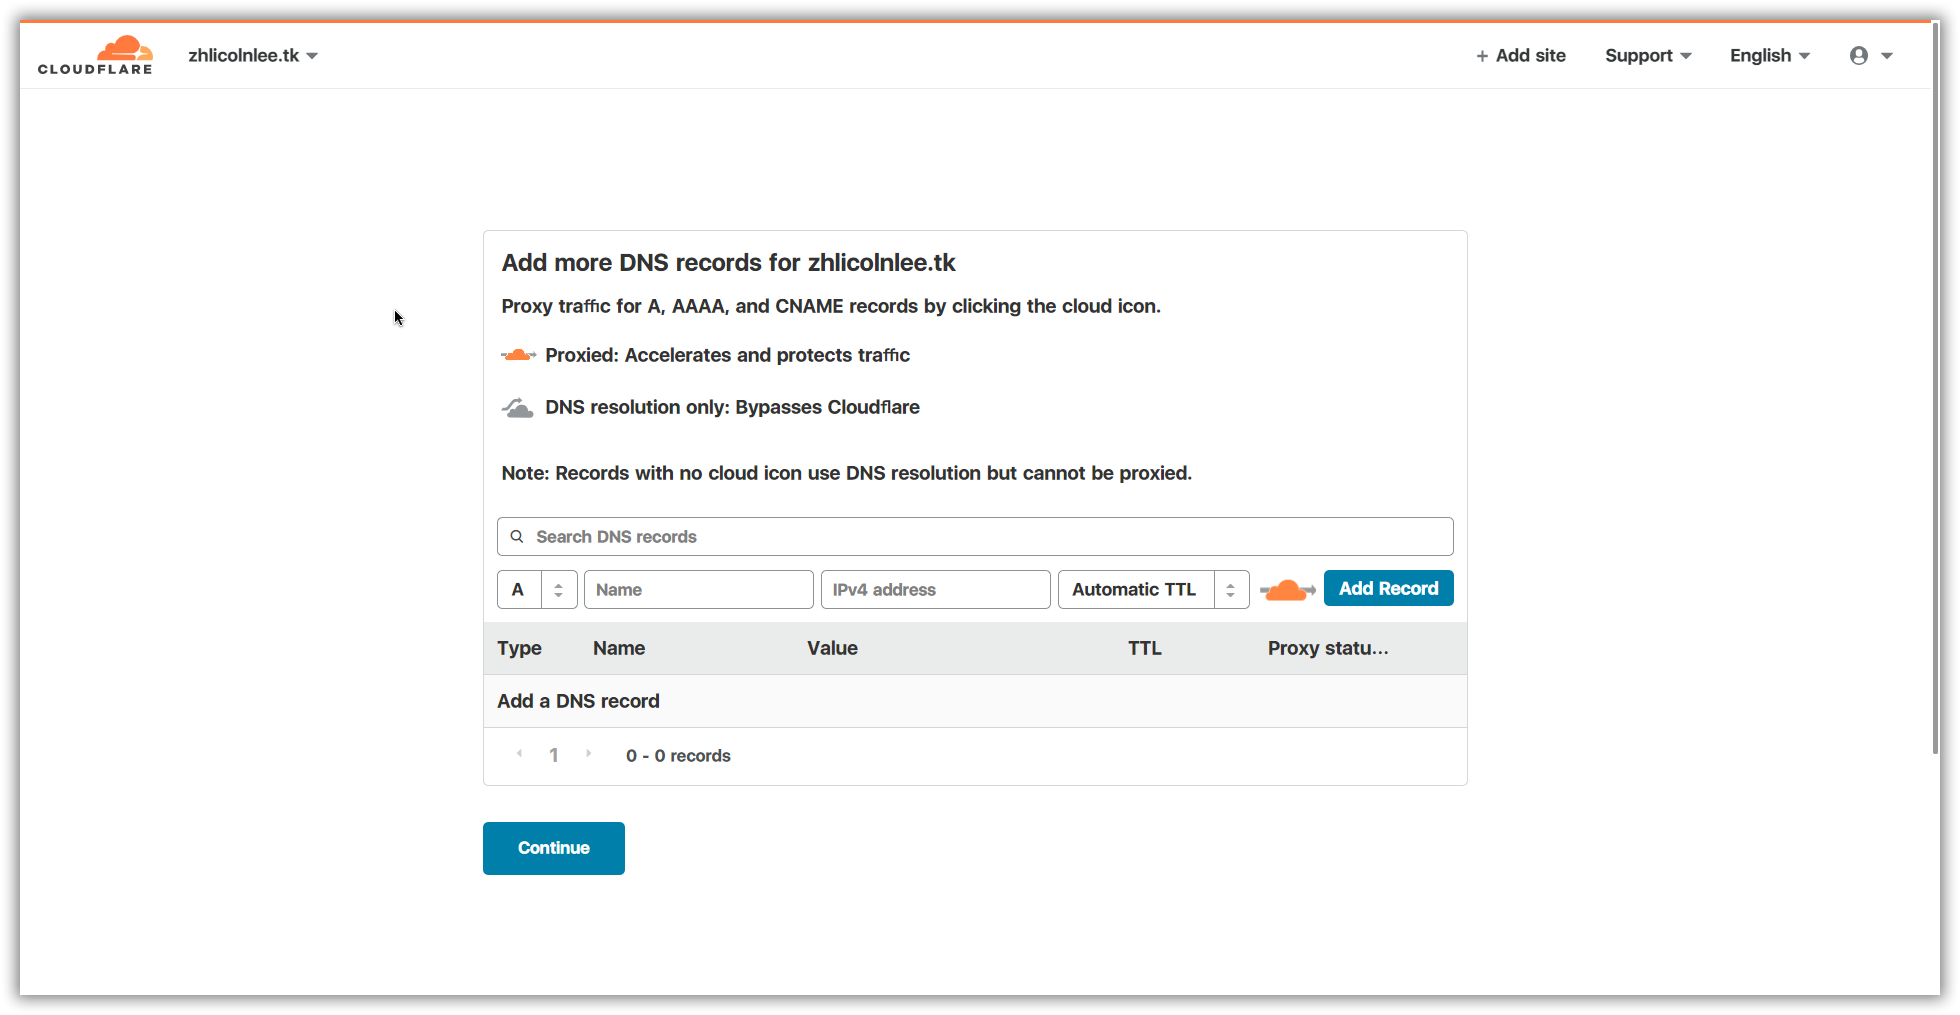 CLOUDFLARE zhlicolnlee.tk + Add site Support English
Add more DNS records for zhlicolnlee.tk
Proxy traffic for A, AAAA, and CNAME records by clicking the cloud icon.
Proxied: Accelerates and protects traffic
DNS resolution only: Bypasses Cloudflare
Note: Records with no cloud icon use DNS resolution but cannot be proxied.
Search DNS records
A Name IPv4 address Automatic TTL Add Record
Type Name Value TTL Proxy statu...
Add a DNS record
1 0 - 0 records
Continue